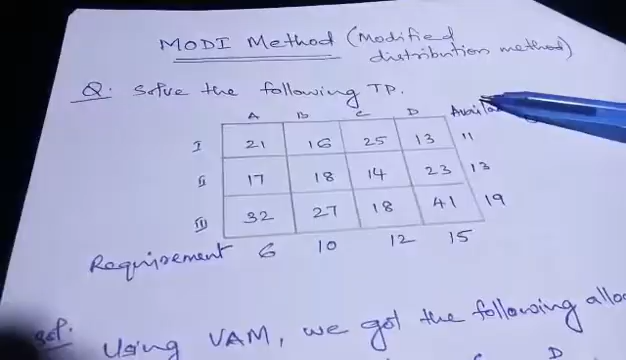 MODI Method (Modified
distribution method)
Q. Solve the following TP.
A B C D
I 21 16 25 13 11
II 17 18 14 23 13
III 32 27 18 41 19
Requirement 6 10 12 15
Sol. Using VAM, we got the following
D